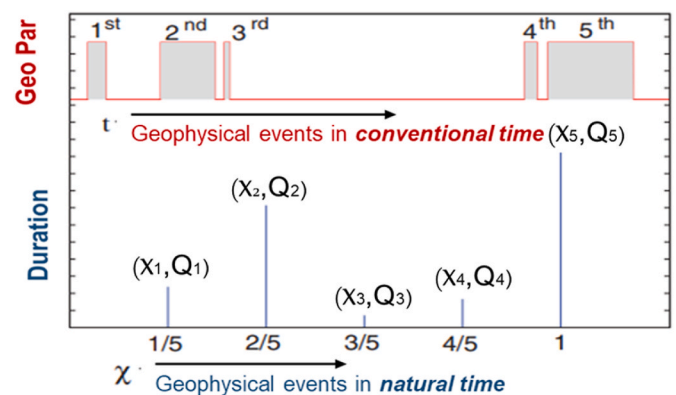 Geo Par
1st 2nd 3rd 4th 5th
t
Geophysical events in conventional time
(χ5,Q5)
(χ2,Q2)
(χ1,Q1)
(χ3,Q3)
(χ4,Q4)
Duration
1/5 2/5 3/5 4/5 1
χ
Geophysical events in natural time